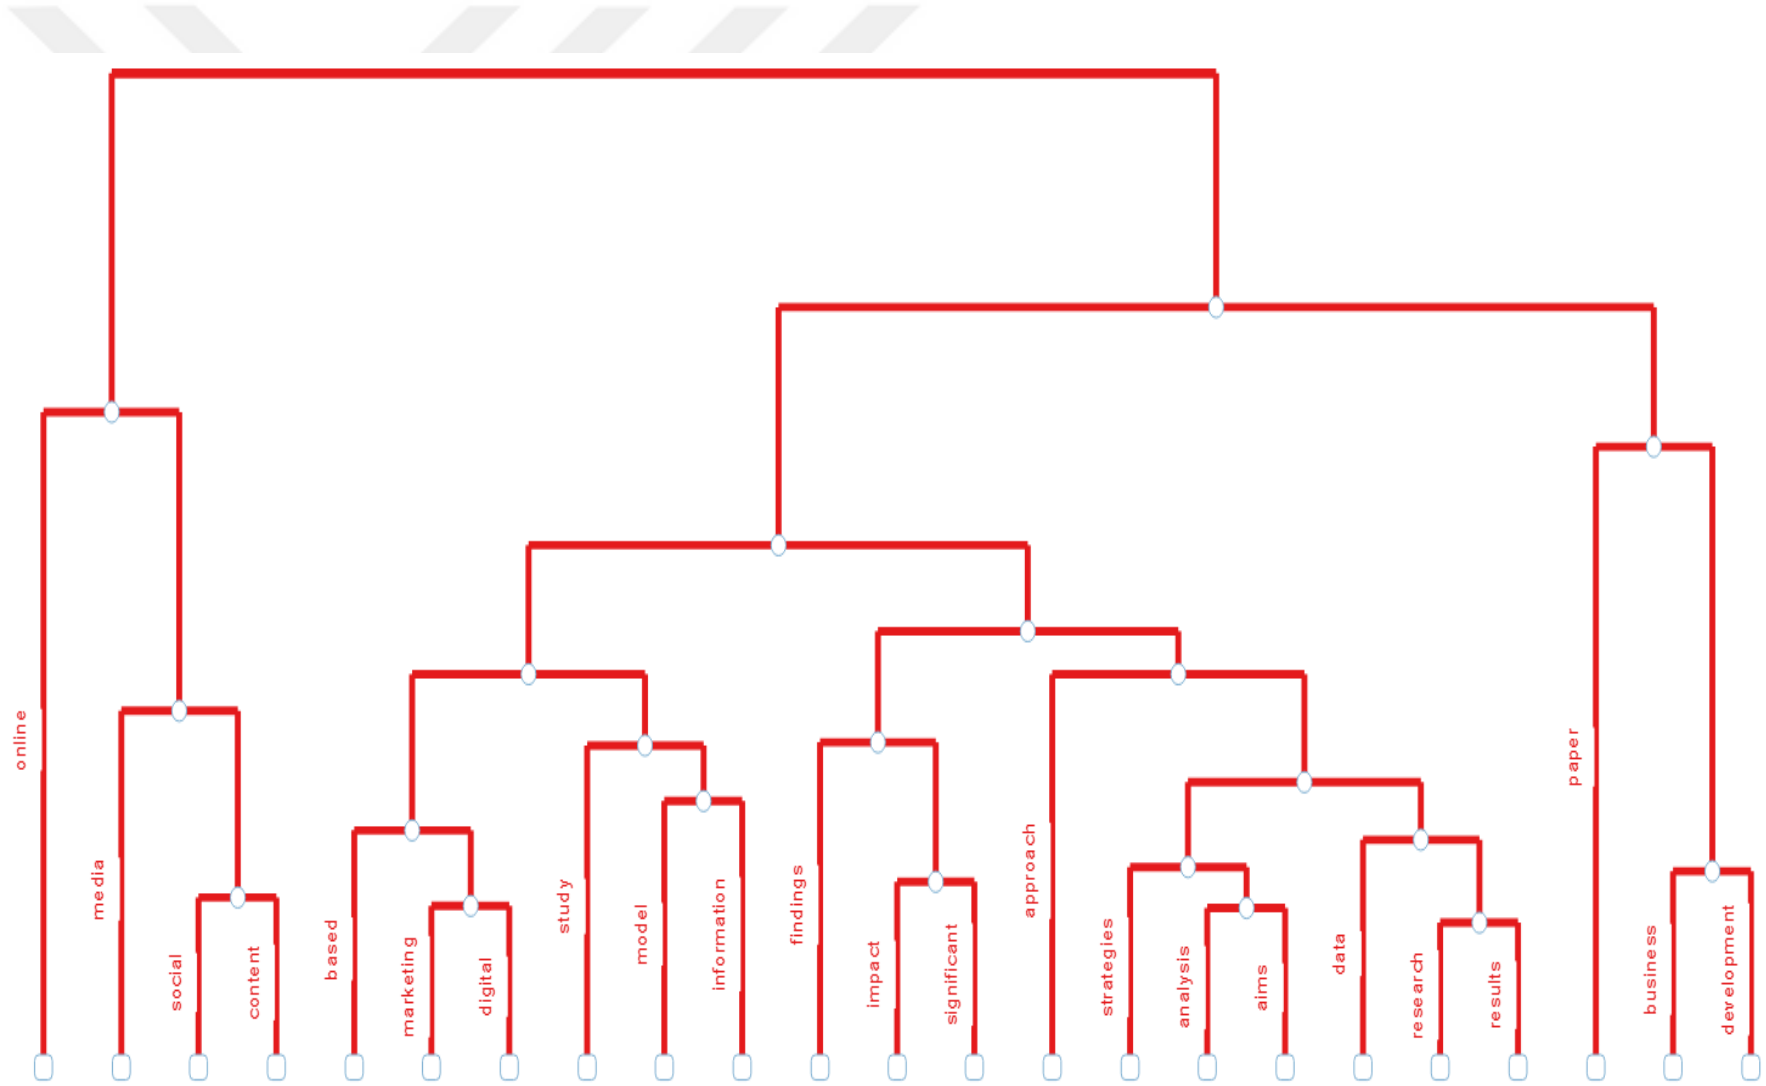 online
media
social
content
based
marketing
digital
study
model
information
findings
impact
significant
approach
strategies
analysis
aims
data
research
results
paper
business
development